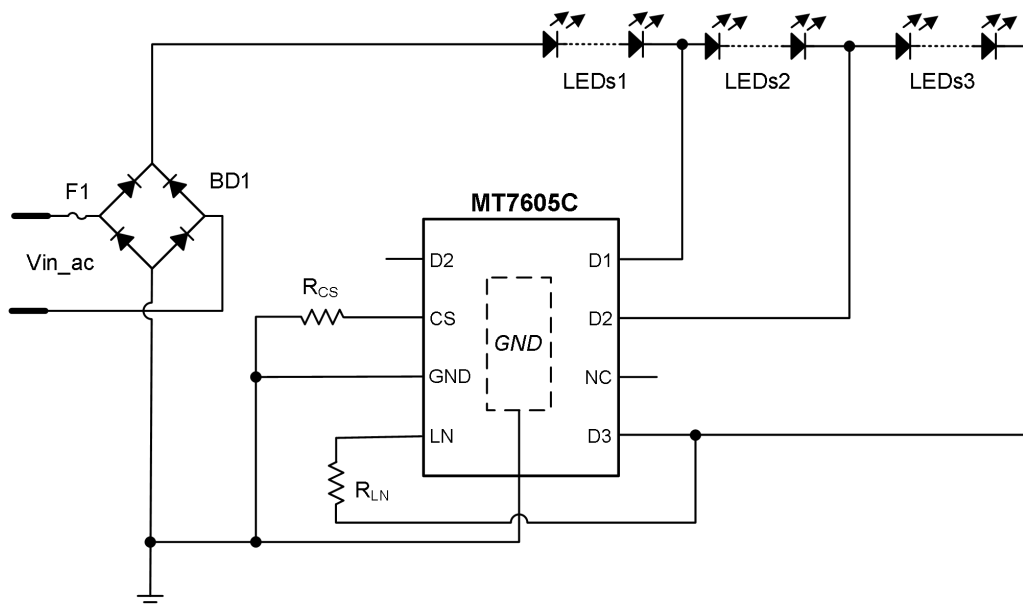 LEDs1
LEDs2
LEDs3
F1
BD1
MT7605C
Vin_ac
D2
D1
RCS
CS
GND
D2
GND
NC
LN
D3
RLN